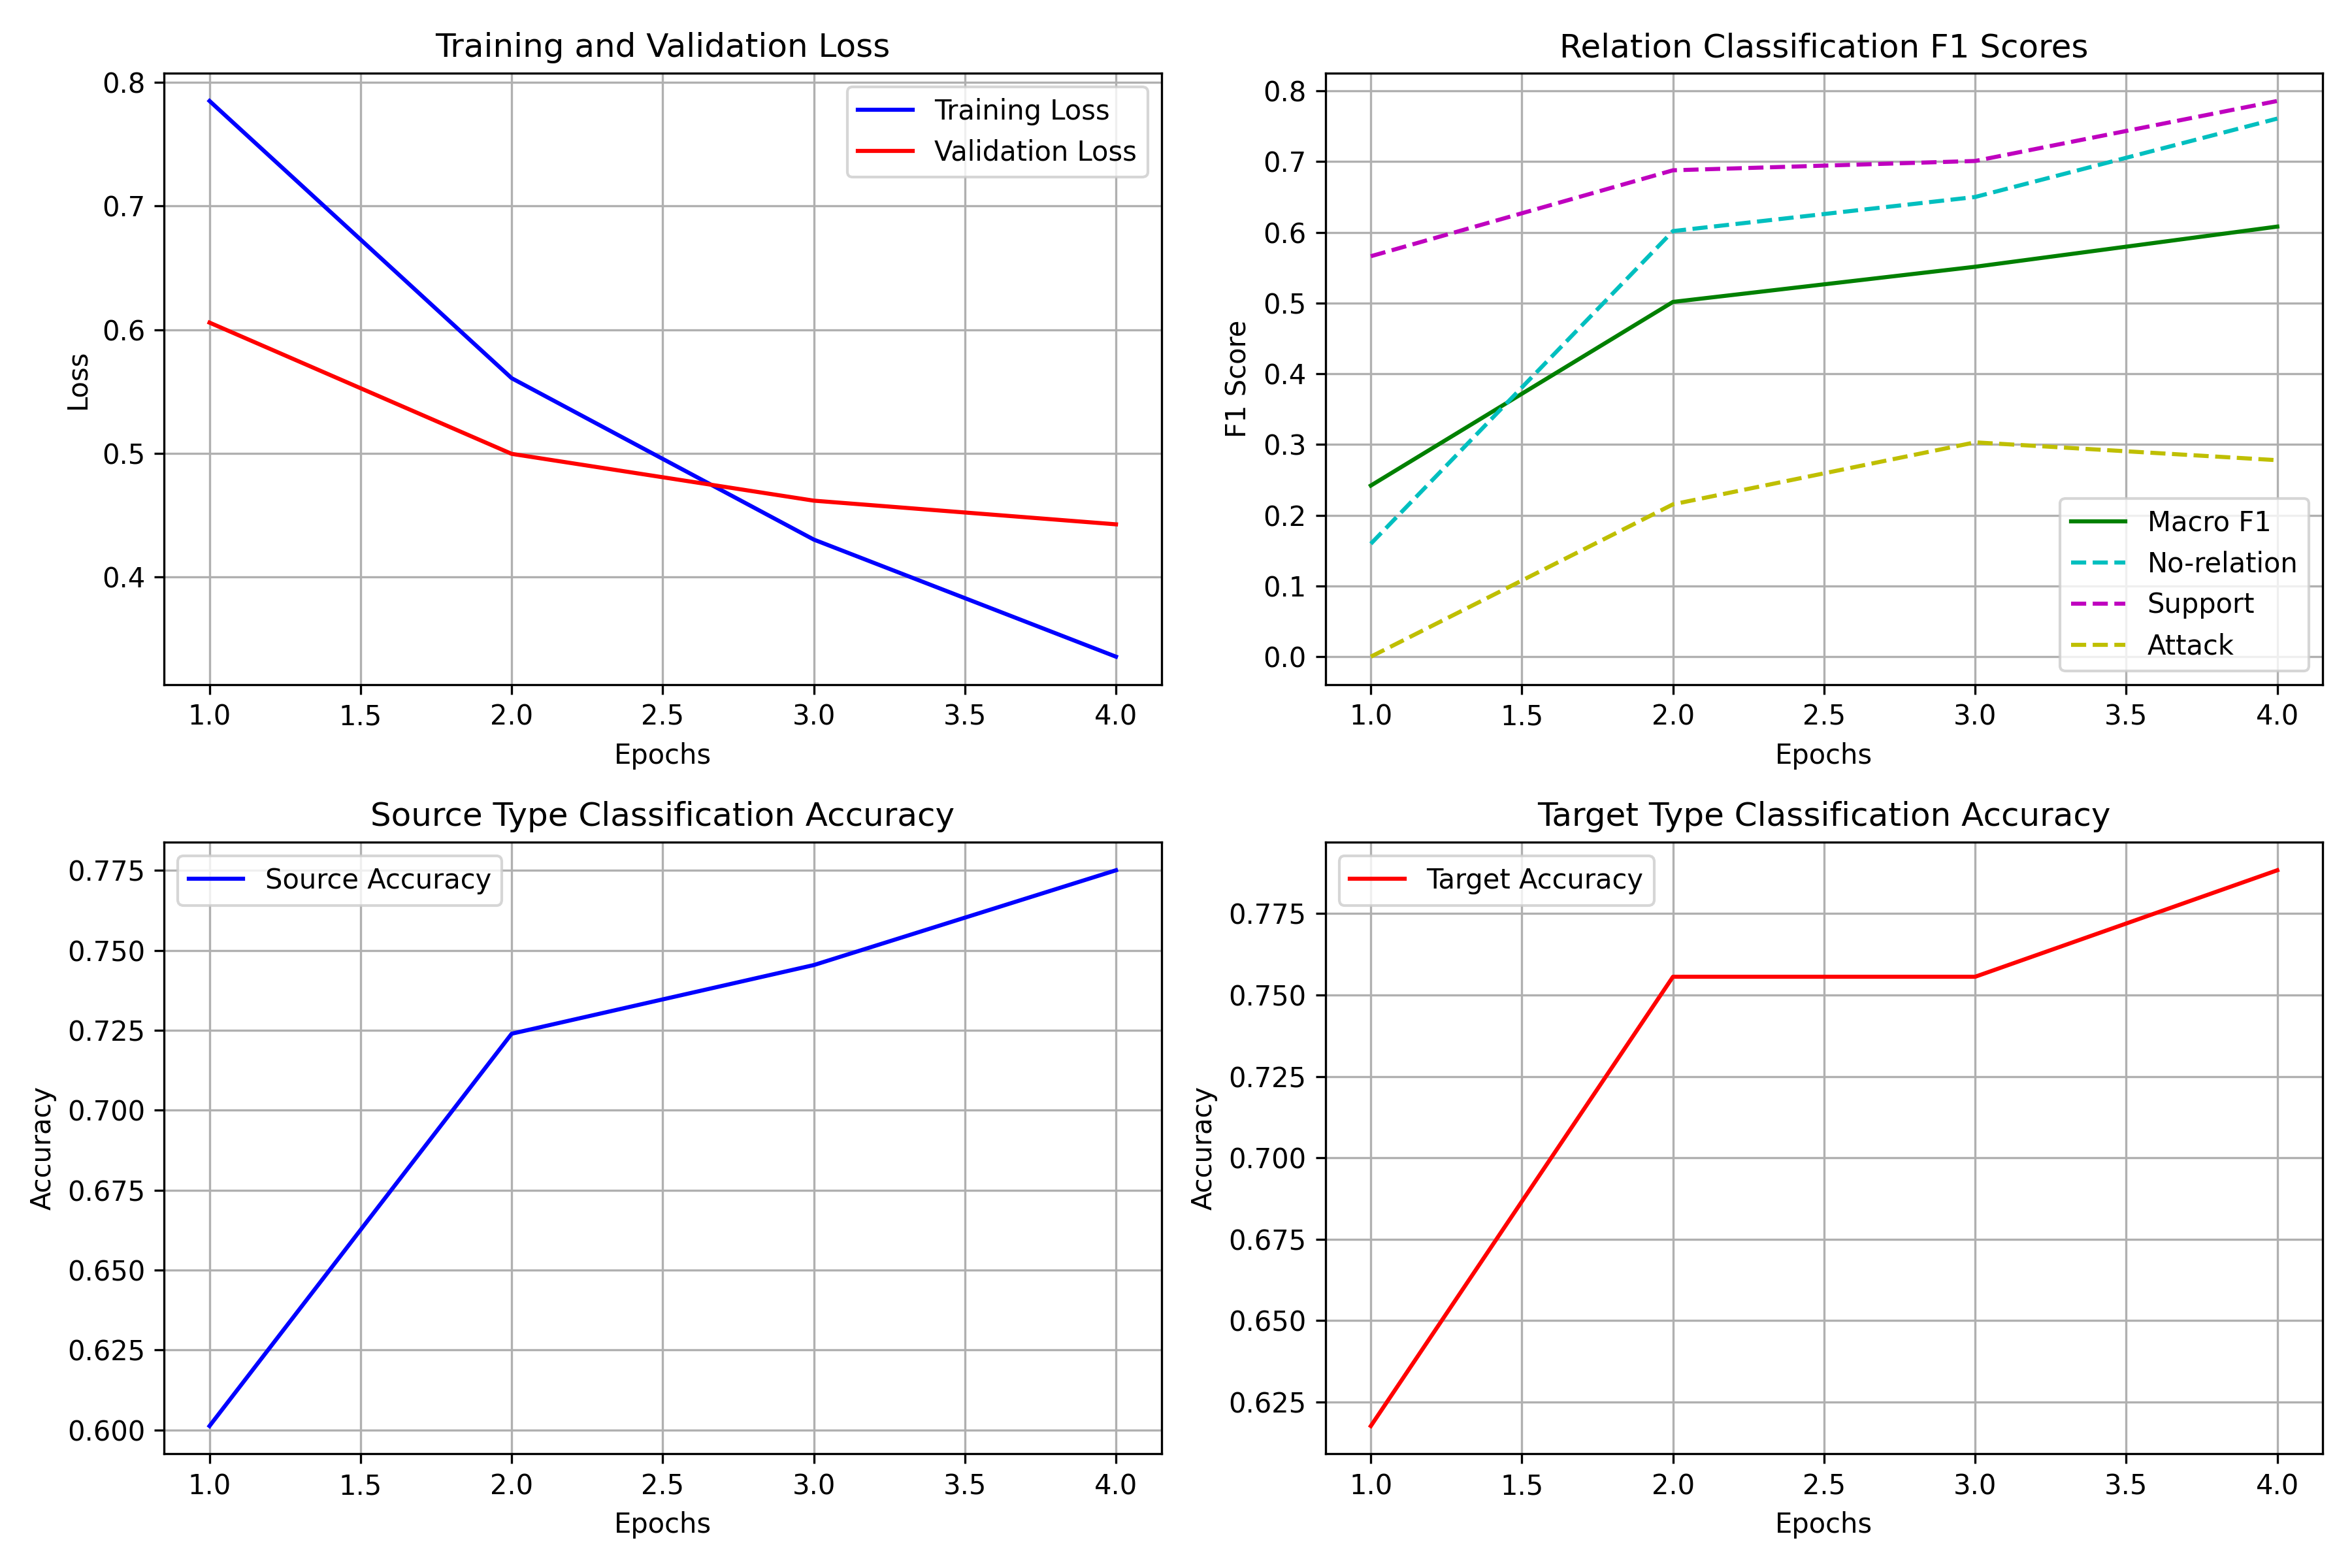 Training and Validation Loss
0.8
0.7
0.6
0.5
0.4
Loss
Training Loss
Validation Loss
1.0 1.5 2.0 2.5 3.0 3.5 4.0
Epochs
Relation Classification F1 Scores
0.8
0.7
0.6
0.5
0.4
0.3
0.2
0.1
0.0
F1 Score
Macro F1
No-relation
Support
Attack
1.0 1.5 2.0 2.5 3.0 3.5 4.0
Epochs
Source Type Classification Accuracy
0.775
0.750
0.725
0.700
0.675
0.650
0.625
0.600
Accuracy
Source Accuracy
1.0 1.5 2.0 2.5 3.0 3.5 4.0
Epochs
Target Type Classification Accuracy
0.775
0.750
0.725
0.700
0.675
0.650
0.625
Accuracy
Target Accuracy
1.0 1.5 2.0 2.5 3.0 3.5 4.0
Epochs